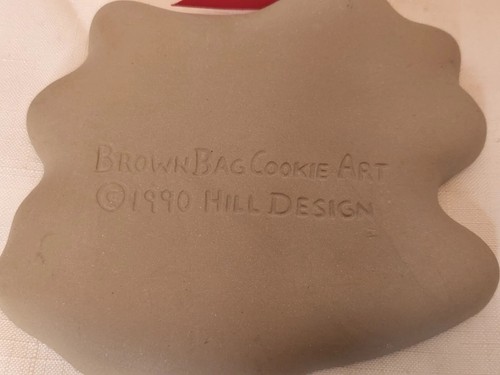 BROWN BAG COOKIE ART
© 1990 HILL DESIGN